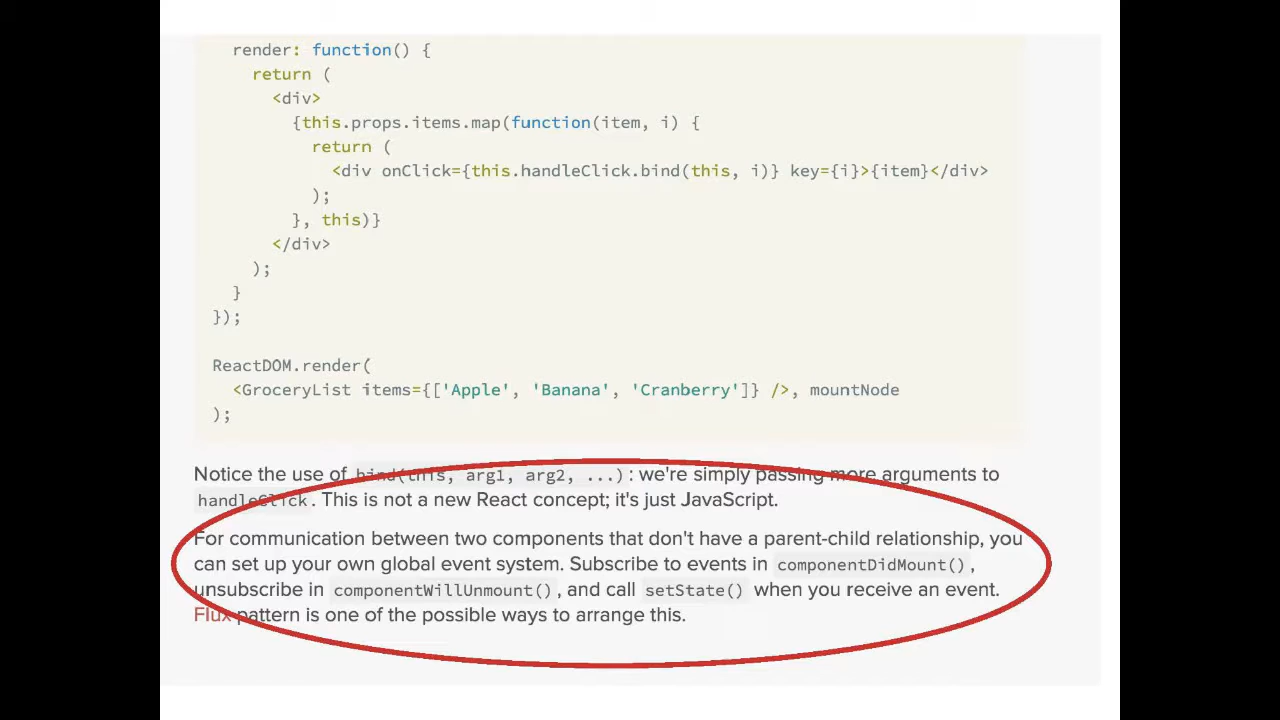 render: function() {
return (
<div>
{this.props.items.map(function(item, i) {
return (
<div onClick={this.handleClick.bind(this, i)} key={i}>{item}</div>
);
}, this)}
</div>
);
}
});
ReactDOM.render(
<GroceryList items={['Apple', 'Banana', 'Cranberry']} />, mountNode
);
Notice the use of bind(this, arg1, arg2, ...): we're simply passing more arguments to
handleClick. This is not a new React concept; it's just JavaScript.
For communication between two components that don't have a parent-child relationship, you
can set up your own global event system. Subscribe to events in componentDidMount(),
unsubscribe in componentWillUnmount(), and call setState() when you receive an event.
Flux pattern is one of the possible ways to arrange this.